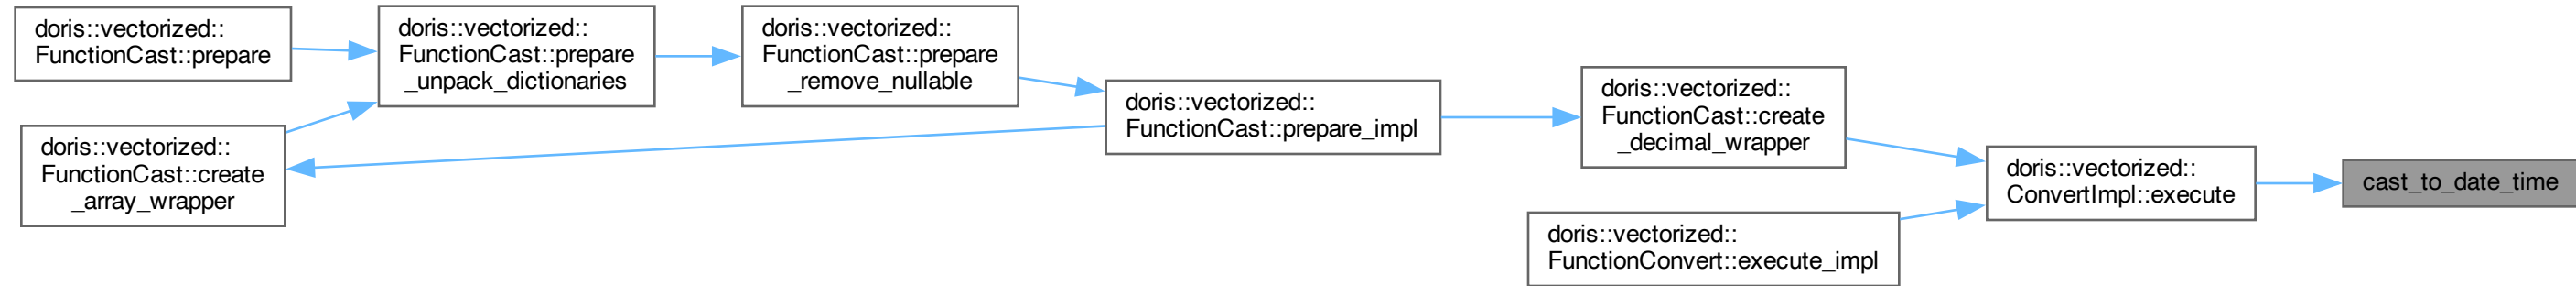 doris::vectorized::
FunctionCast::prepare
doris::vectorized::
FunctionCast::create
_array_wrapper
doris::vectorized::
FunctionCast::prepare
_unpack_dictionaries
doris::vectorized::
FunctionCast::prepare
_remove_nullable
doris::vectorized::
FunctionCast::prepare_impl
doris::vectorized::
FunctionCast::create
_decimal_wrapper
doris::vectorized::
FunctionConvert::execute_impl
doris::vectorized::
ConvertImpl::execute
cast_to_date_time